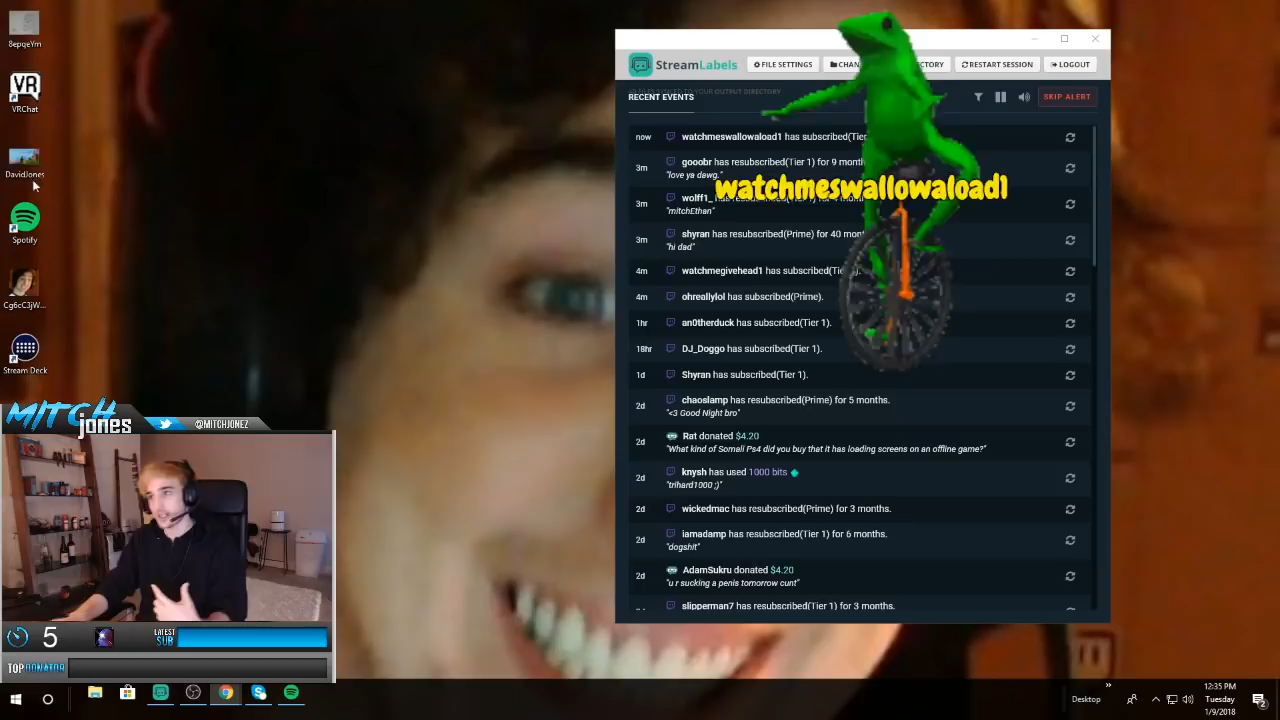 8epqeYm
VRChat
DavidJones
Spotify
Cg6cC3jW...
Stream Deck
StreamLabels
FILE SETTINGS
RESTART SESSION
LOGOUT
OUTPUT DIRECTORY
RECENT EVENTS
SKIP ALERT
now watchmeswallowaload1 has subscribed(Tier
3m gooobr has resubscribed(Tier 1) for 9 month
"love ya dawg."
watchmeswallowaload1
3m wolff1_
"mitchEthan"
3m shyran has resubscribed(Prime) for 40 mont
"hi dad"
4m watchmegivehead1 has subscribed(Tie
4m ohreallylol has subscribed(Prime).
1hr an0therduck has subscribed(Tier 1).
18hr DJ_Doggo has subscribed(Tier 1).
1d Shyran has subscribed(Tier 1).
2d chaoslamp has resubscribed(Prime) for 5 months.
"<3 Good Night bro"
2d Rat donated $4.20
"What kind of Somali Ps4 did you buy that it has loading screens on an offline game?"
2d knysh has used 1000 bits
"trihard1000 ;)"
2d wickedmac has resubscribed(Prime) for 3 months.
2d iamadamp has resubscribed(Tier 1) for 6 months.
"dogshit"
2d AdamSukru donated $4.20
"u r sucking a penis tomorrow cunt"
slipperman7 has resubscribed(Tier 1) for 3 months.
MITCH
jones
@MITCHJONEZ
5
LATEST
SUB
TOP DONATOR
Desktop
12:35 PM
Tuesday
1/9/2018
2